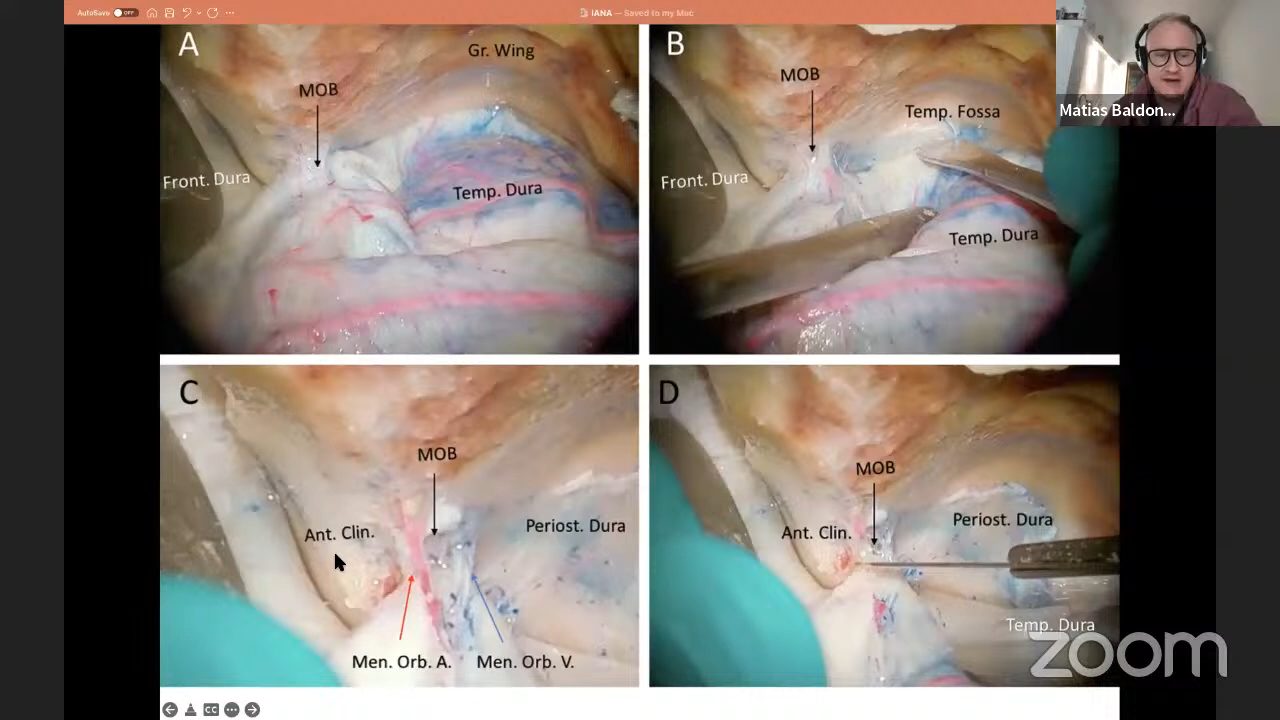 AutoSave OFF
IANA — Saved to my Mac
Matias Baldon...
A
Gr. Wing
MOB
Front. Dura
Temp. Dura
B
MOB
Temp. Fossa
Front. Dura
Temp. Dura
C
MOB
Ant. Clin.
Periost. Dura
Men. Orb. A.
Men. Orb. V.
D
MOB
Ant. Clin.
Periost. Dura
Temp. Dura
zoom
CC